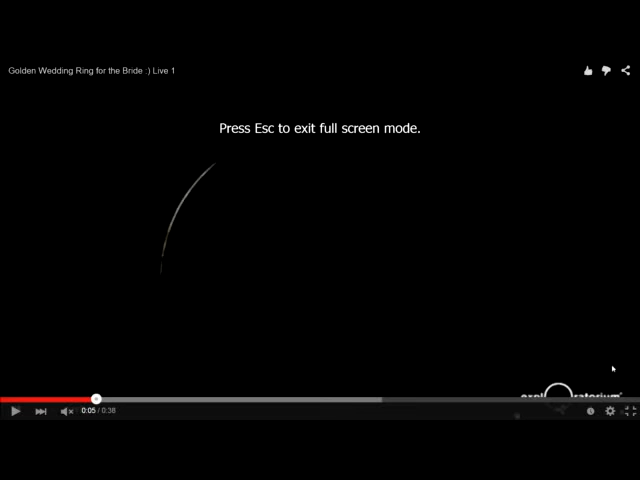 Golden Wedding Ring for the Bride :) Live 1
Press Esc to exit full screen mode.
0:05 / 0:38